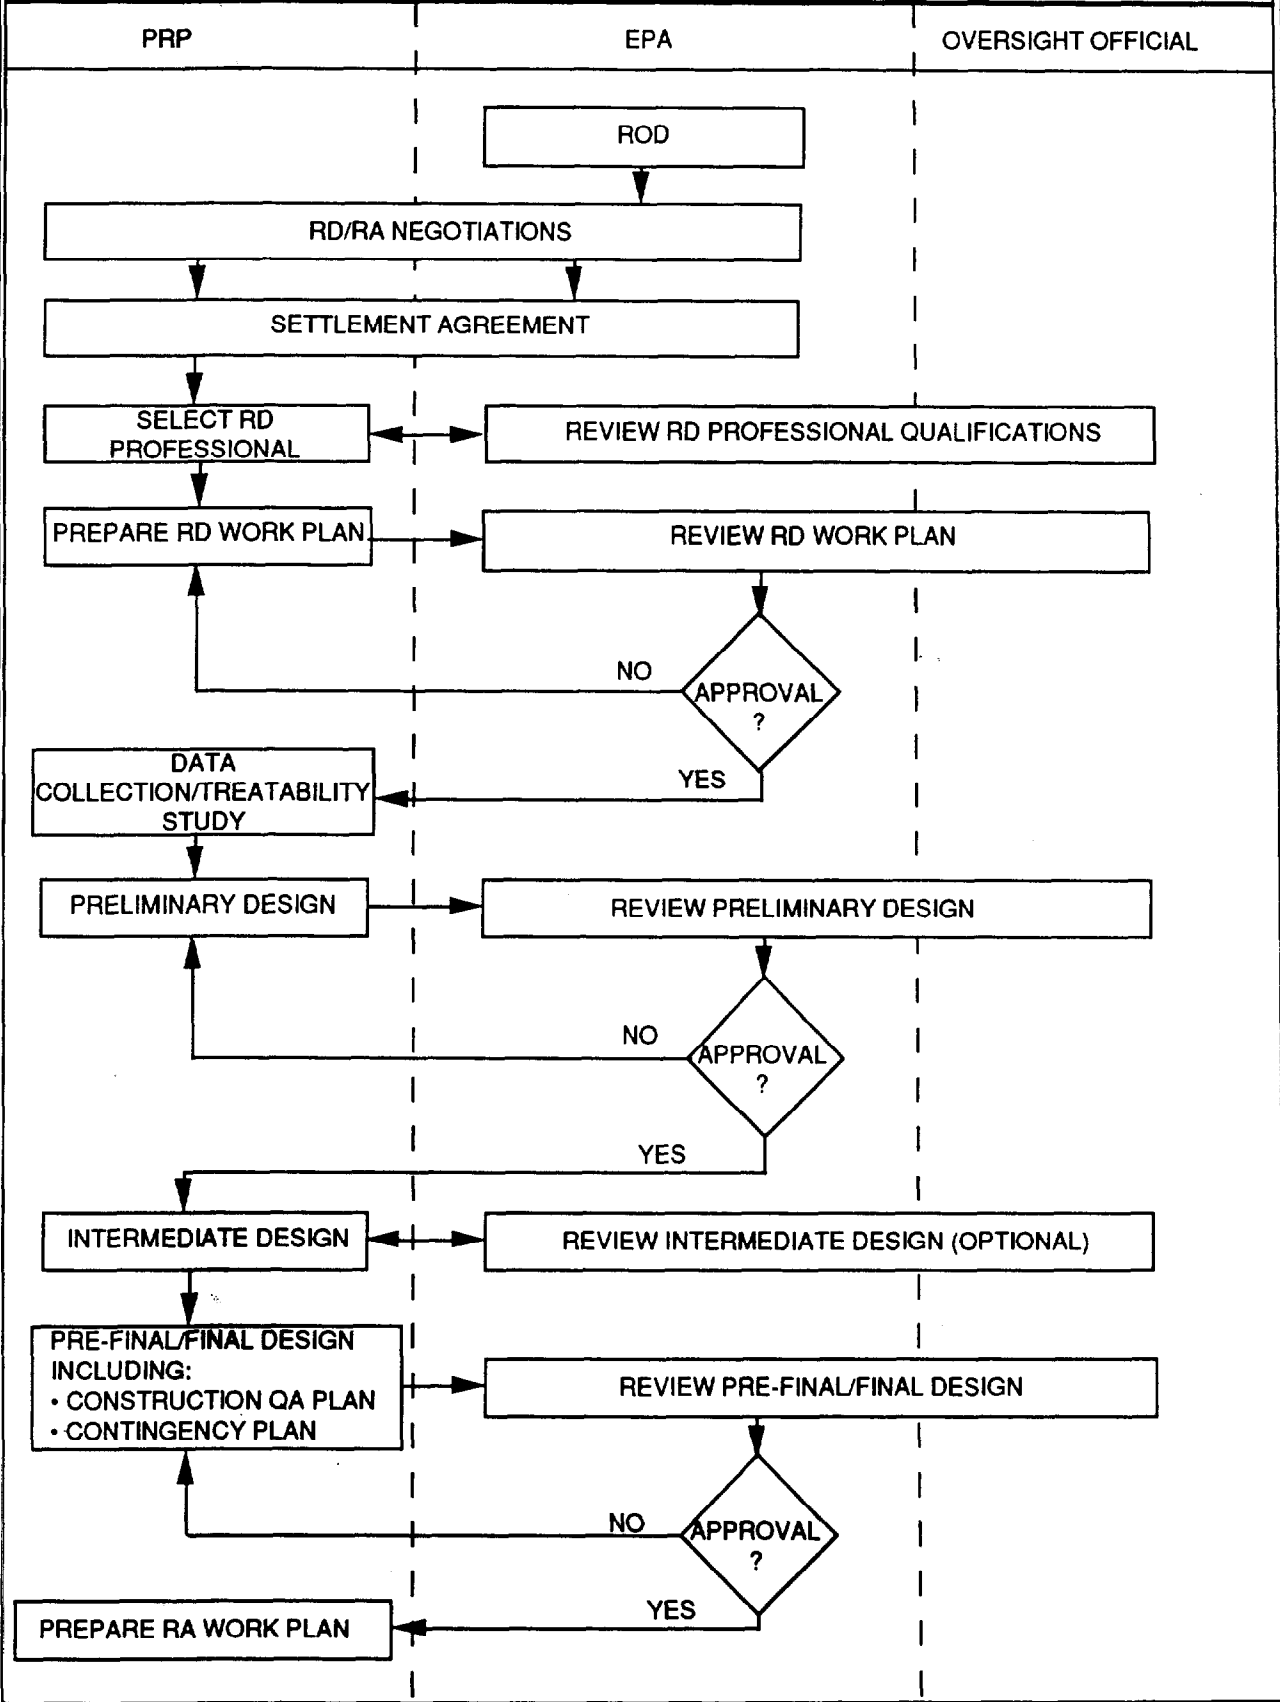 PRP
EPA
OVERSIGHT OFFICIAL
ROD
RD/RA NEGOTIATIONS
SETTLEMENT AGREEMENT
SELECT RD
PROFESSIONAL
REVIEW RD PROFESSIONAL QUALIFICATIONS
PREPARE RD WORK PLAN
REVIEW RD WORK PLAN
NO
APPROVAL
?
YES
DATA
COLLECTION/TREATABILITY
STUDY
PRELIMINARY DESIGN
REVIEW PRELIMINARY DESIGN
NO
APPROVAL
?
YES
INTERMEDIATE DESIGN
REVIEW INTERMEDIATE DESIGN (OPTIONAL)
PRE-FINAL/FINAL DESIGN
INCLUDING:
• CONSTRUCTION QA PLAN
• CONTINGENCY PLAN
REVIEW PRE-FINAL/FINAL DESIGN
NO
APPROVAL
?
YES
PREPARE RA WORK PLAN